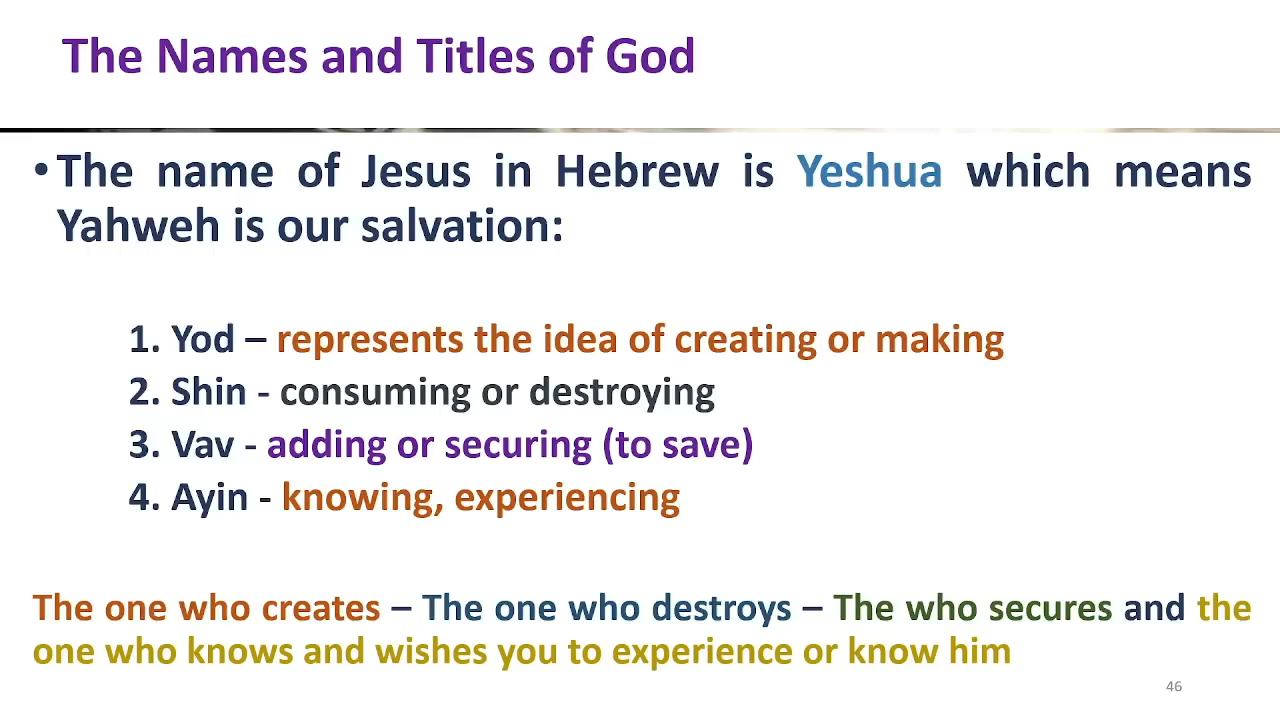 The Names and Titles of God
• The name of Jesus in Hebrew is Yeshua which means
Yahweh is our salvation:
1. Yod – represents the idea of creating or making
2. Shin - consuming or destroying
3. Vav - adding or securing (to save)
4. Ayin - knowing, experiencing
The one who creates – The one who destroys – The who secures and the
one who knows and wishes you to experience or know him
46